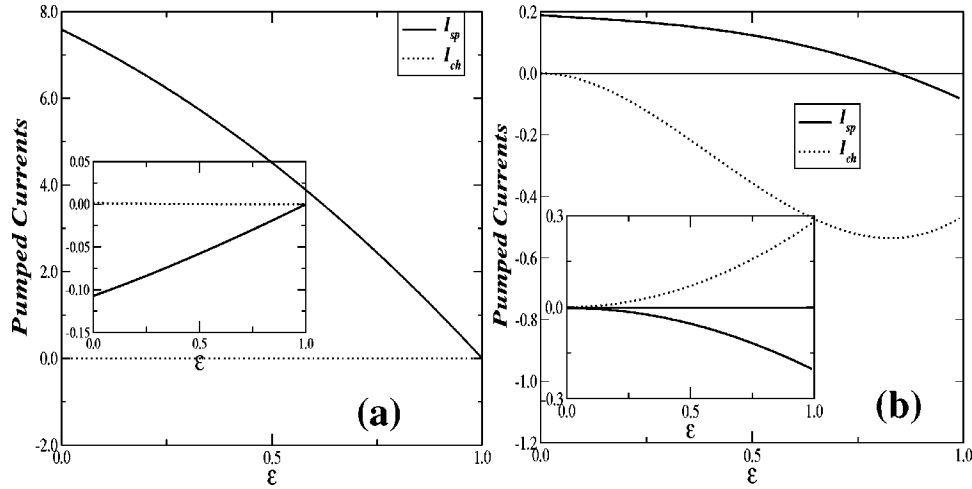 Pumped Currents
8.0
6.0
4.0
2.0
0.0
-2.0
0.0
0.5
1.0
ε
I_sp
I_ch
0.05
0.00
-0.05
-0.10
-0.15
0.0
0.5
1.0
ε
(a)
Pumped Currents
0.2
0.0
-0.2
-0.4
-0.6
-0.8
-1.0
-1.2
0.0
0.5
1.0
ε
I_sp
I_ch
0.3
0.0
-0.3
0.0
0.5
1.0
ε
(b)